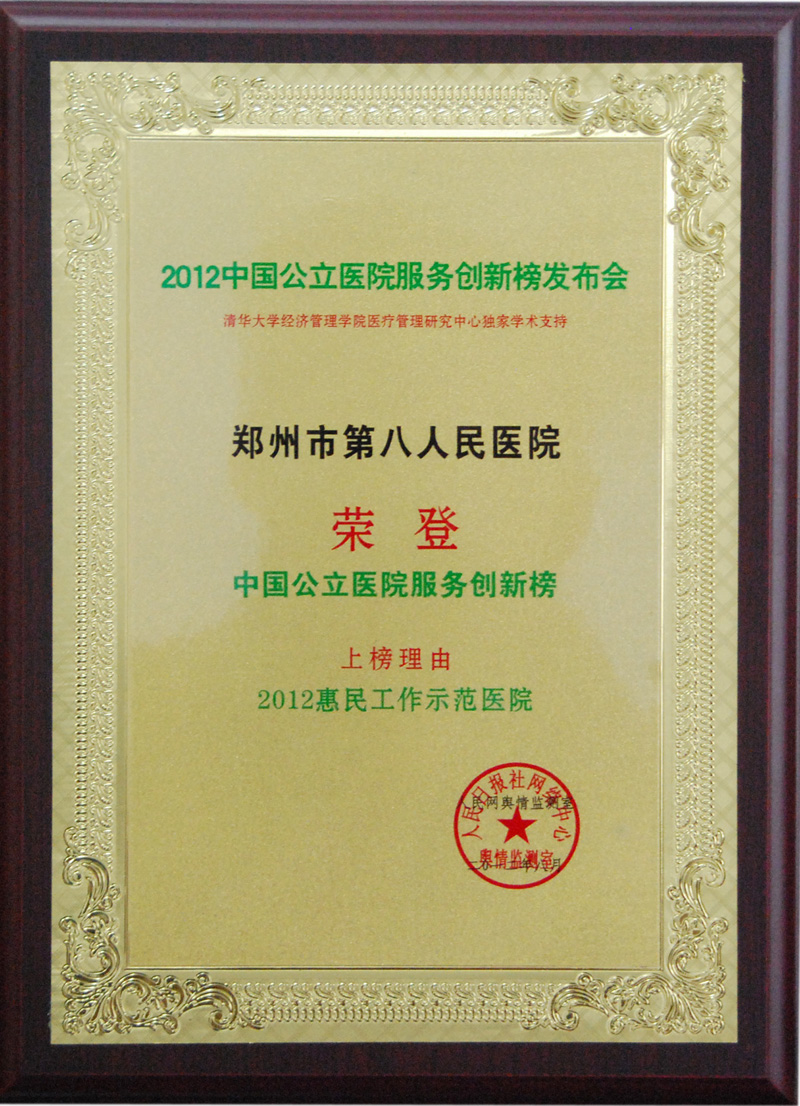 2012中国公立医院服务创新榜发布会
清华大学经济管理学院医疗管理研究中心独家学术支持
郑州市第八人民医院
荣登
中国公立医院服务创新榜
上榜理由
2012惠民工作示范医院
人民网舆情监测室
人民日报社网络中心
舆情监测室